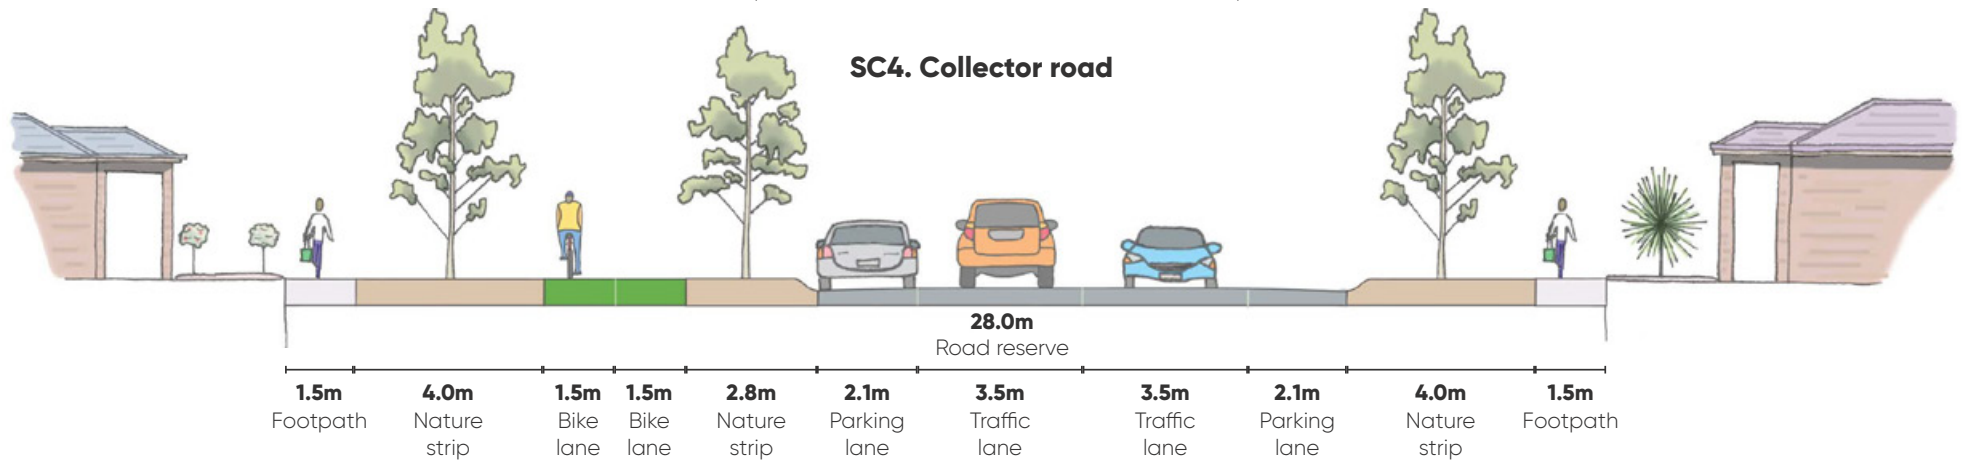 SC4. Collector road
28.0m
Road reserve
1.5m 4.0m 1.5m 1.5m 2.8m 2.1m 3.5m 3.5m 2.1m 4.0m 1.5m
Footpath Nature Bike Bike Nature Parking Traffic Traffic Parking Nature Footpath
strip lane lane strip lane lane lane lane strip